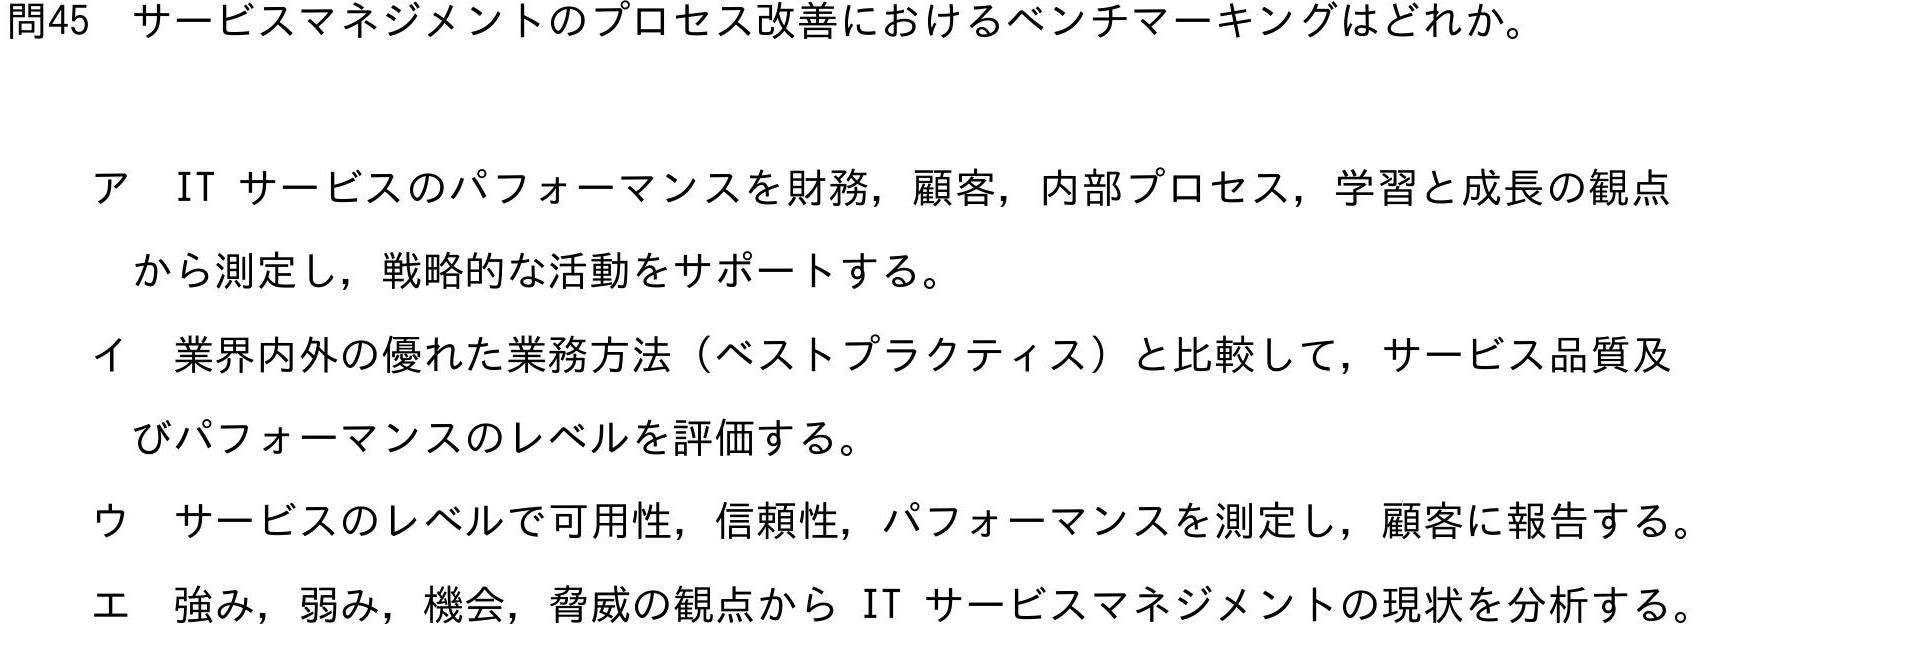 問45　サービスマネジメントのプロセス改善におけるベンチマーキングはどれか。
ア　IT サービスのパフォーマンスを財務，顧客，内部プロセス，学習と成長の観点
から測定し，戦略的な活動をサポートする。
イ　業界内外の優れた業務方法（ベストプラクティス）と比較して，サービス品質及
びパフォーマンスのレベルを評価する。
ウ　サービスのレベルで可用性，信頼性，パフォーマンスを測定し，顧客に報告する。
エ　強み，弱み，機会，脅威の観点から IT サービスマネジメントの現状を分析する。